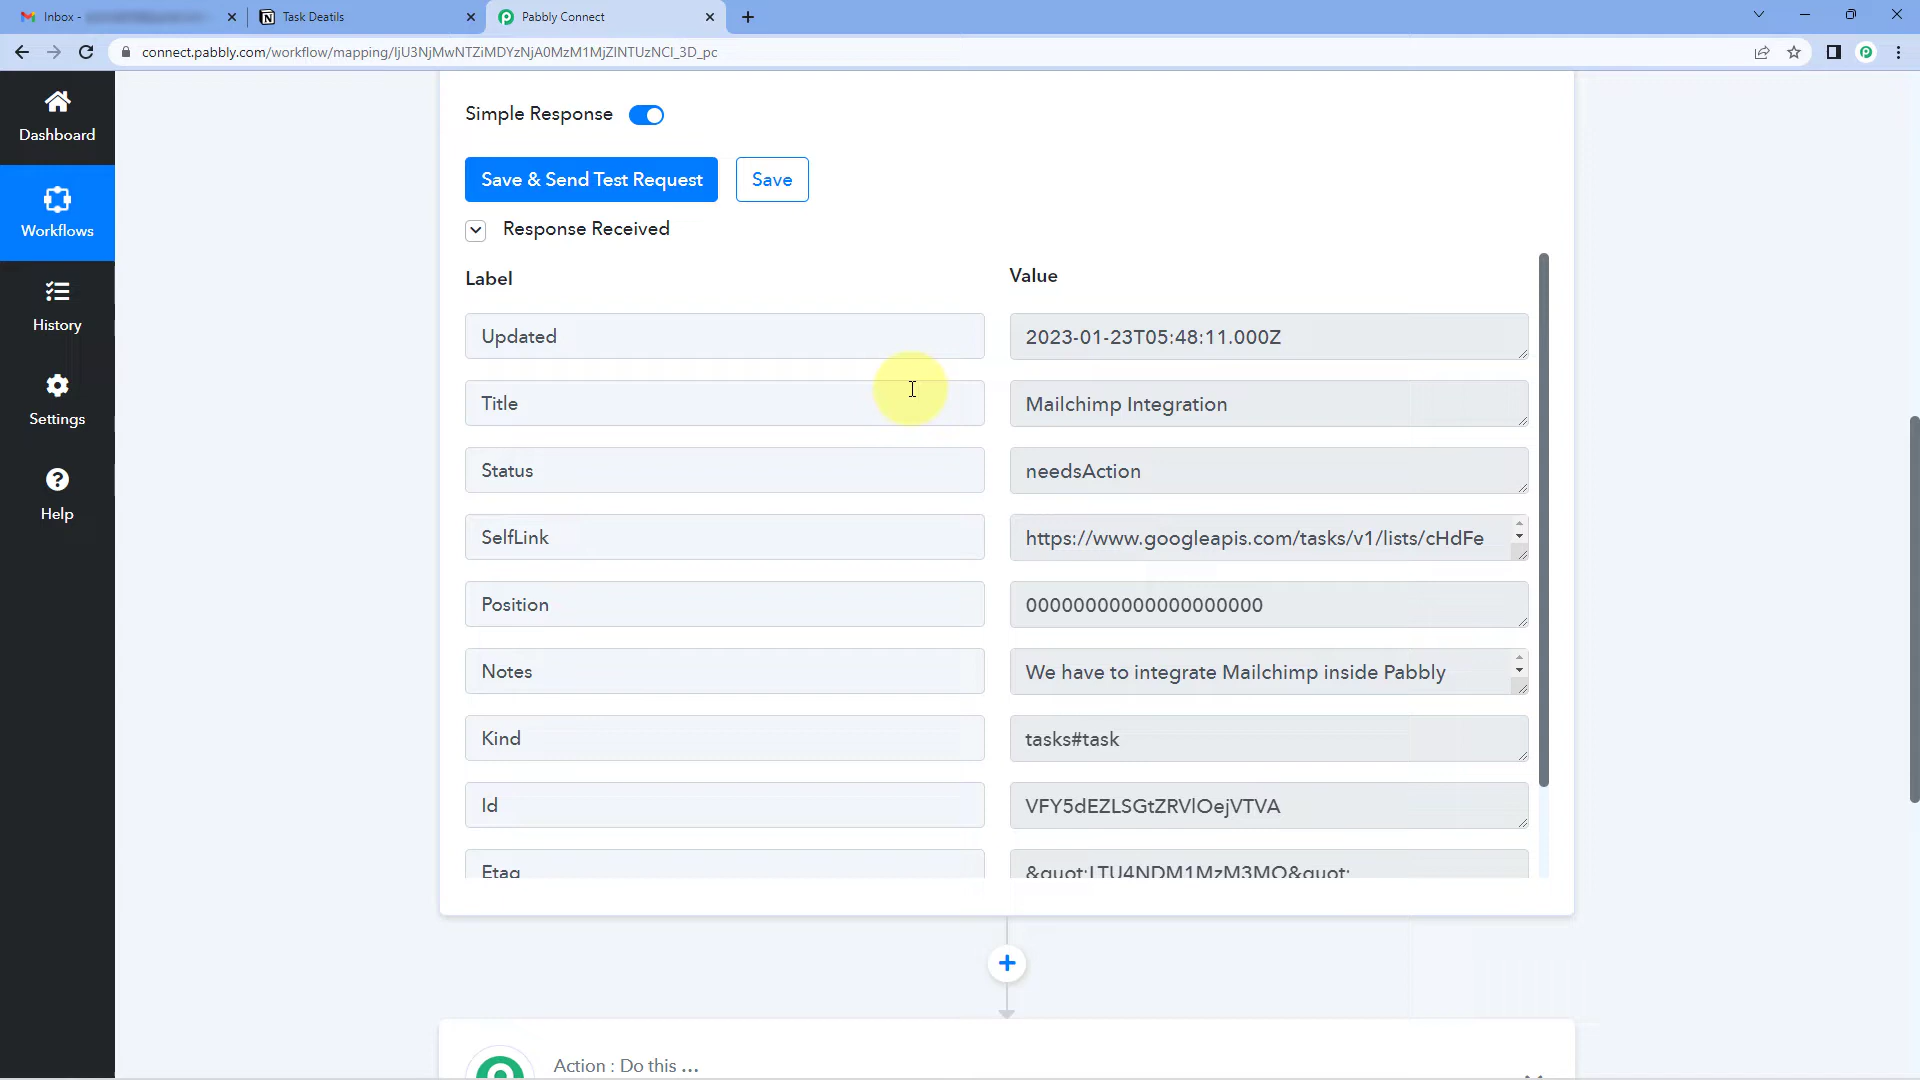 Inbox -
Task Deatils
Pabbly Connect
connect.pabbly.com/workflow/mapping/IjU3NjMwNTZiMDYzNjA0MzM1MjZlNTUzNCI_3D_pc
Dashboard
Workflows
History
Settings
Help
Simple Response
Save & Send Test Request
Save
Response Received
Label
Value
Updated
2023-01-23T05:48:11.000Z
Title
Mailchimp Integration
Status
needsAction
SelfLink
https://www.googleapis.com/tasks/v1/lists/cHdFe
Position
00000000000000000000
Notes
We have to integrate Mailchimp inside Pabbly
Kind
tasks#task
Id
VFY5dEZLSGtZRVlOejVTVA
Etag
&quot;LTU4NDM1MzM3MQ&quot;
Action : Do this ...